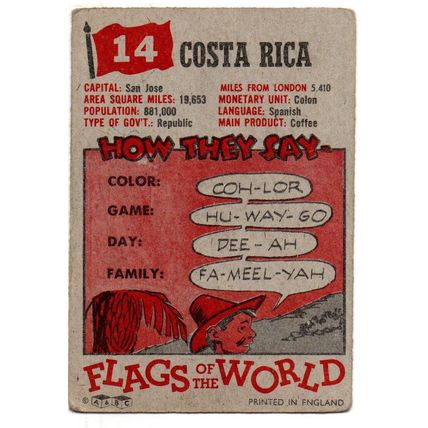 14 COSTA RICA
CAPITAL: San Jose
AREA SQUARE MILES: 19,653
POPULATION: 881,000
TYPE OF GOV'T.: Republic
MILES FROM LONDON 5,410
MONETARY UNIT: Colon
LANGUAGE: Spanish
MAIN PRODUCT: Coffee
HOW THEY SAY-
COLOR: COH-LOR
GAME: HU-WAY-GO
DAY: DEE-AH
FAMILY: FA-MEEL-YAH
FLAGS OF THE WORLD
© A&BC PRINTED IN ENGLAND